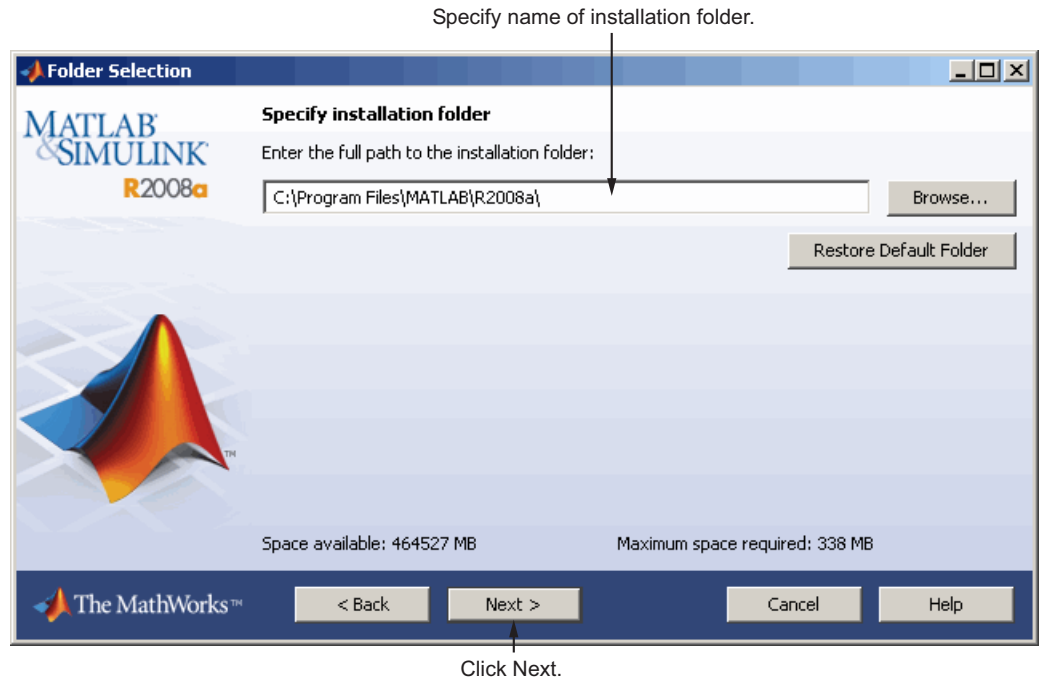 Specify name of installation folder.
Folder Selection
MATLAB
&SIMULINK
R2008a
Specify installation folder
Enter the full path to the installation folder:
C:\Program Files\MATLAB\R2008a\
Browse...
Restore Default Folder
TM
Space available: 464527 MB
Maximum space required: 338 MB
The MathWorks™
< Back
Next >
Cancel
Help
Click Next.